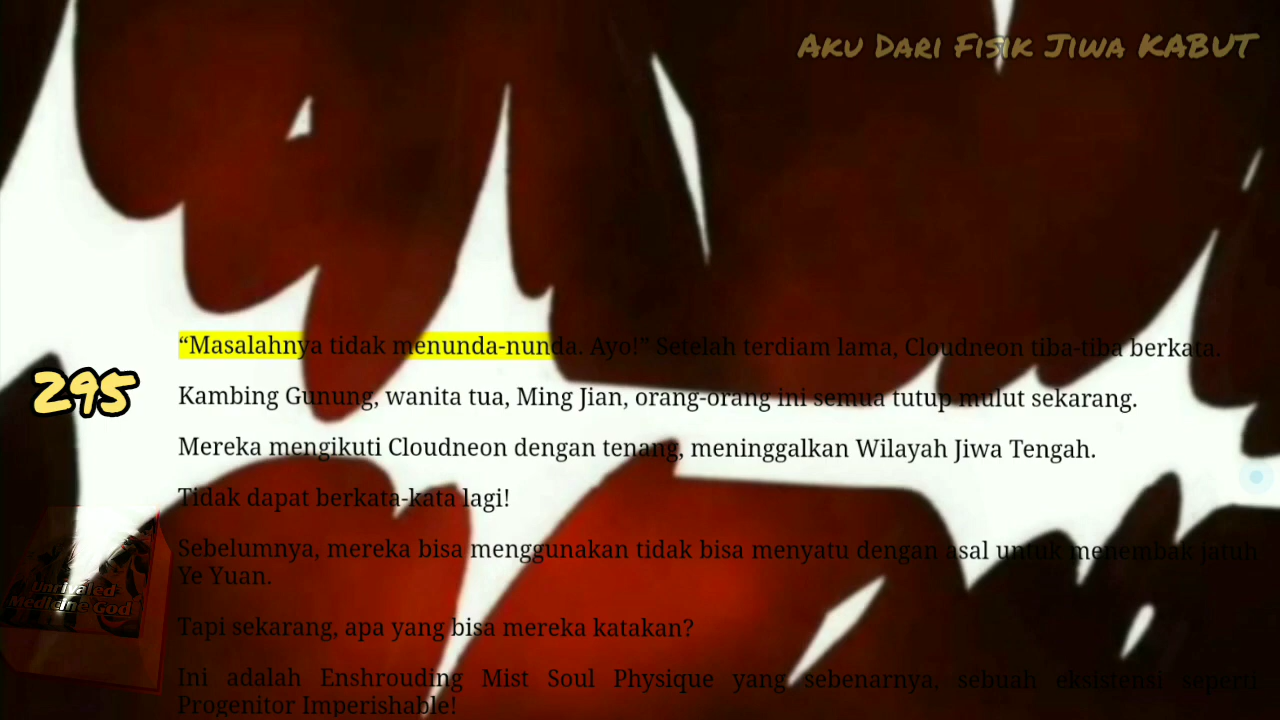 Aku Dari Fisik Jiwa KABUT
“Masalahnya tidak menunda-nunda. Ayo!” Setelah terdiam lama, Cloudneon tiba-tiba berkata.
295
Kambing Gunung, wanita tua, Ming Jian, orang-orang ini semua tutup mulut sekarang.
Mereka mengikuti Cloudneon dengan tenang, meninggalkan Wilayah Jiwa Tengah.
Tidak dapat berkata-kata lagi!
Sebelumnya, mereka bisa menggunakan tidak bisa menyatu dengan asal untuk menembak jatuh
Ye Yuan.
Unrivaled
Medicine God
Tapi sekarang, apa yang bisa mereka katakan?
Ini adalah Enshrouding Mist Soul Physique yang sebenarnya, sebuah eksistensi seperti
Progenitor Imperishable!